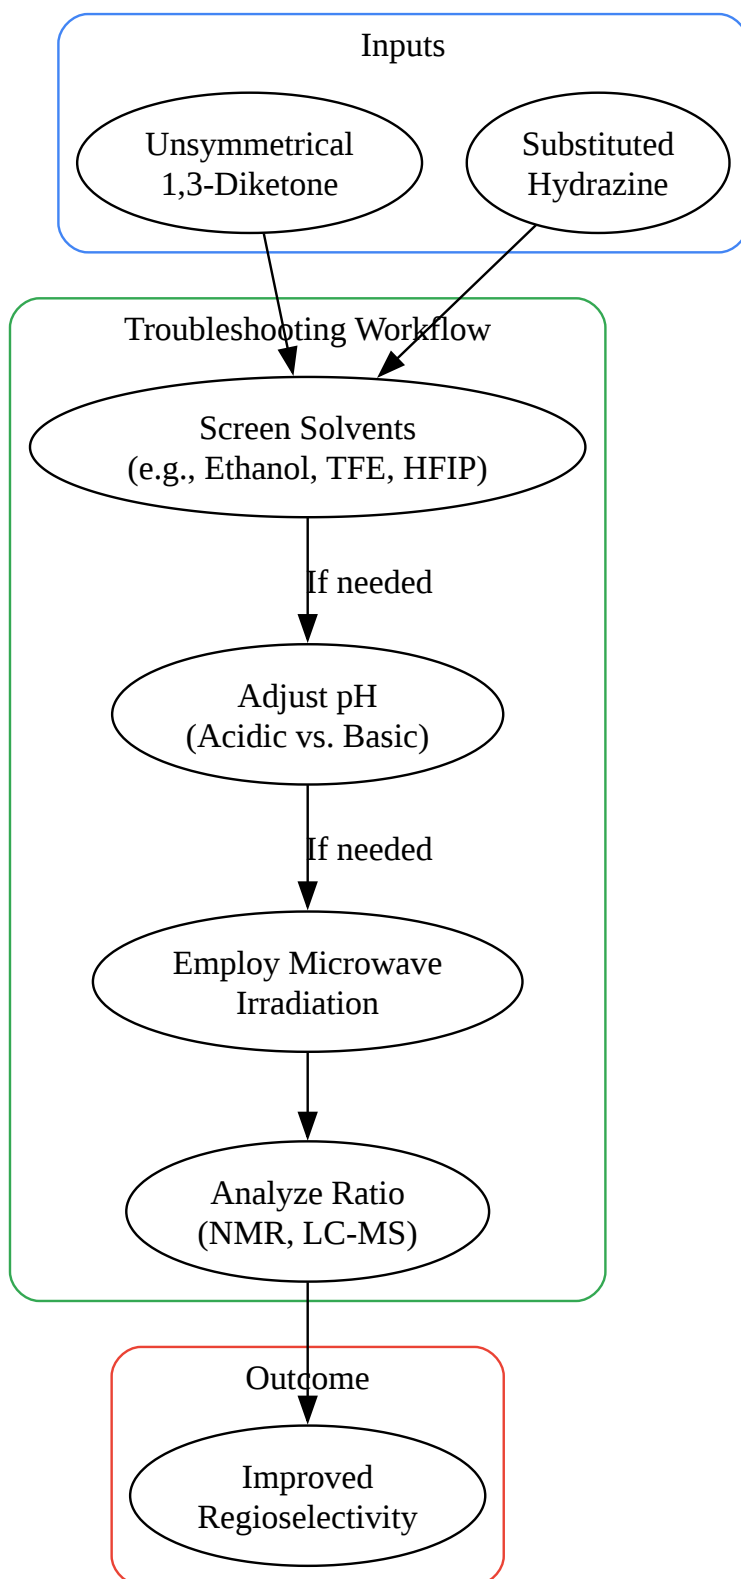 Inputs
Unsymmetrical
1,3-Diketone
Substituted
Hydrazine
Troubleshooting Workflow
Screen Solvents
(e.g., Ethanol, TFE, HFIP)
If needed
Adjust pH
(Acidic vs. Basic)
If needed
Employ Microwave
Irradiation
Analyze Ratio
(NMR, LC-MS)
Outcome
Improved
Regioselectivity